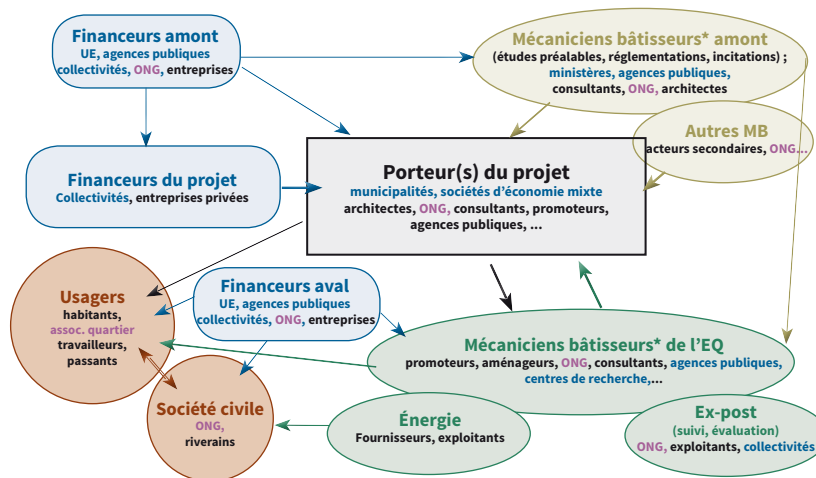 Financeurs amont
UE, agences publiques
collectivités, ONG, entreprises
Mécaniciens bâtisseurs* amont
(études préalables, réglementations, incitations) ;
ministères, agences publiques,
consultants, ONG, architectes
Autres MB
acteurs secondaires, ONG...
Porteur(s) du projet
municipalités, sociétés d'économie mixte
architectes, ONG, consultants, promoteurs,
agences publiques, ...
Financeurs du projet
Collectivités, entreprises privées
Usagers
habitants,
assoc. quartier
travailleurs,
passants
Financeurs aval
UE, agences publiques
collectivités, ONG, entreprises
Mécaniciens bâtisseurs* de l'EQ
promoteurs, aménageurs, ONG, consultants, agences publiques,
centres de recherche,...
Société civile
ONG,
riverains
Énergie
Fournisseurs, exploitants
Ex-post
(suivi, évaluation)
ONG, exploitants, collectivités